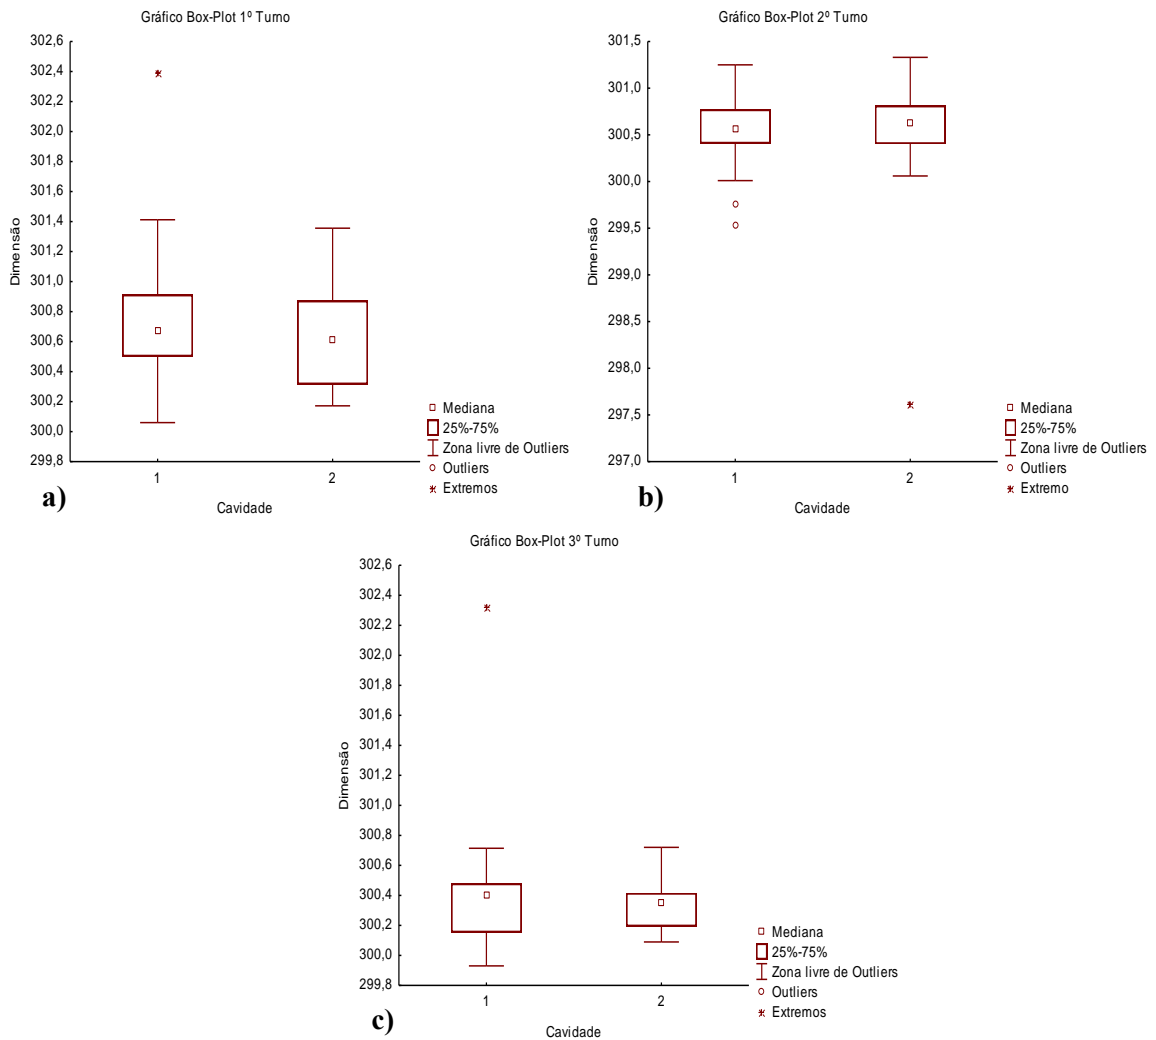 Gráfico Box-Plot 1º Turno
302,6
302,4
302,2
302,0
301,8
301,6
301,4
301,2
301,0
300,8
300,6
300,4
300,2
300,0
299,8
Dimensão
1 2
Cavidade
Mediana
25%-75%
Zona livre de Outliers
Outliers
Extremos
a)
Gráfico Box-Plot 2º Turno
301,5
301,0
300,5
300,0
299,5
299,0
298,5
298,0
297,5
297,0
Dimensão
1 2
Cavidade
Mediana
25%-75%
Zona livre de Outliers
Outliers
Extremo
b)
Gráfico Box-Plot 3º Turno
302,6
302,4
302,2
302,0
301,8
301,6
301,4
301,2
301,0
300,8
300,6
300,4
300,2
300,0
299,8
Dimensão
1 2
Cavidade
Mediana
25%-75%
Zona livre de Outliers
Outliers
Extremos
c)